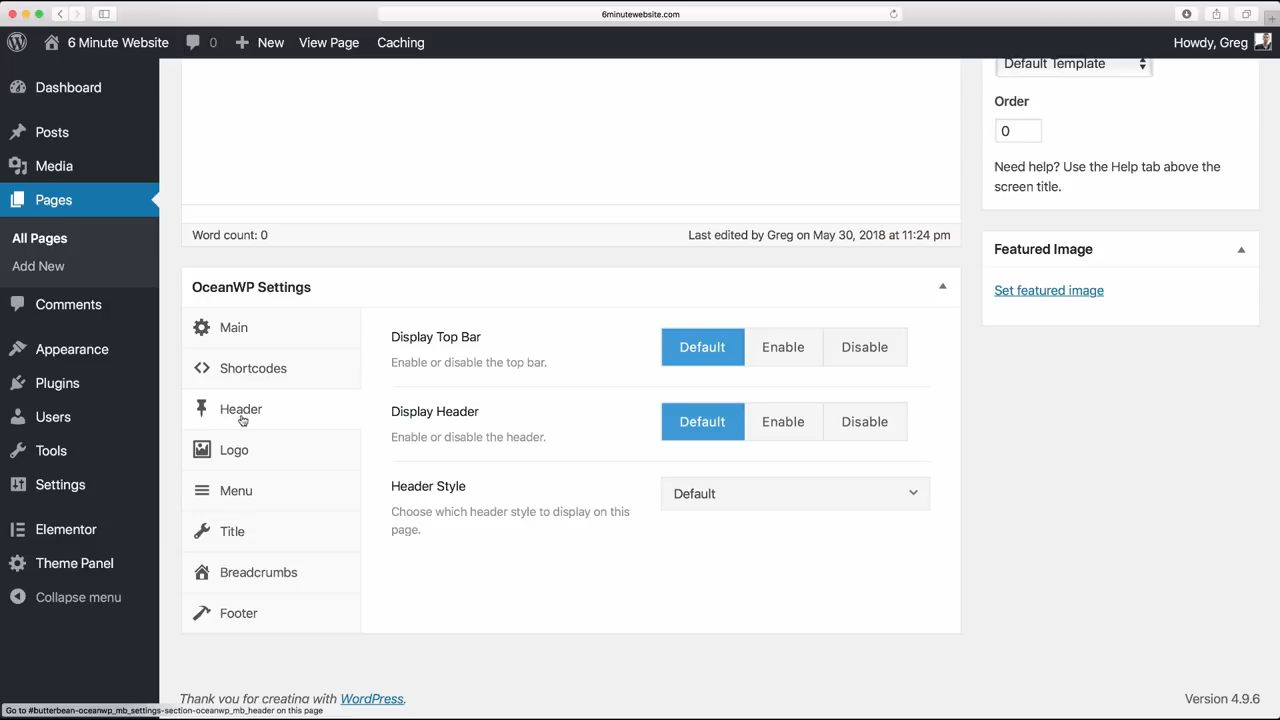 6minutewebsite.com
6 Minute Website
0
New
View Page
Caching
Howdy, Greg
Dashboard
Posts
Media
Pages
All Pages
Add New
Comments
Appearance
Plugins
Users
Tools
Settings
Elementor
Theme Panel
Collapse menu
Word count: 0
Last edited by Greg on May 30, 2018 at 11:24 pm
OceanWP Settings
Main
Shortcodes
Header
Logo
Menu
Title
Breadcrumbs
Footer
Display Top Bar
Enable or disable the top bar.
Default
Enable
Disable
Display Header
Enable or disable the header.
Default
Enable
Disable
Header Style
Choose which header style to display on this
page.
Default
Default Template
Order
0
Need help? Use the Help tab above the
screen title.
Featured Image
Set featured image
Thank you for creating with WordPress.
Version 4.9.6
Go to #butterbean-oceanwp_mb_settings-section-oceanwp_mb_header on this page